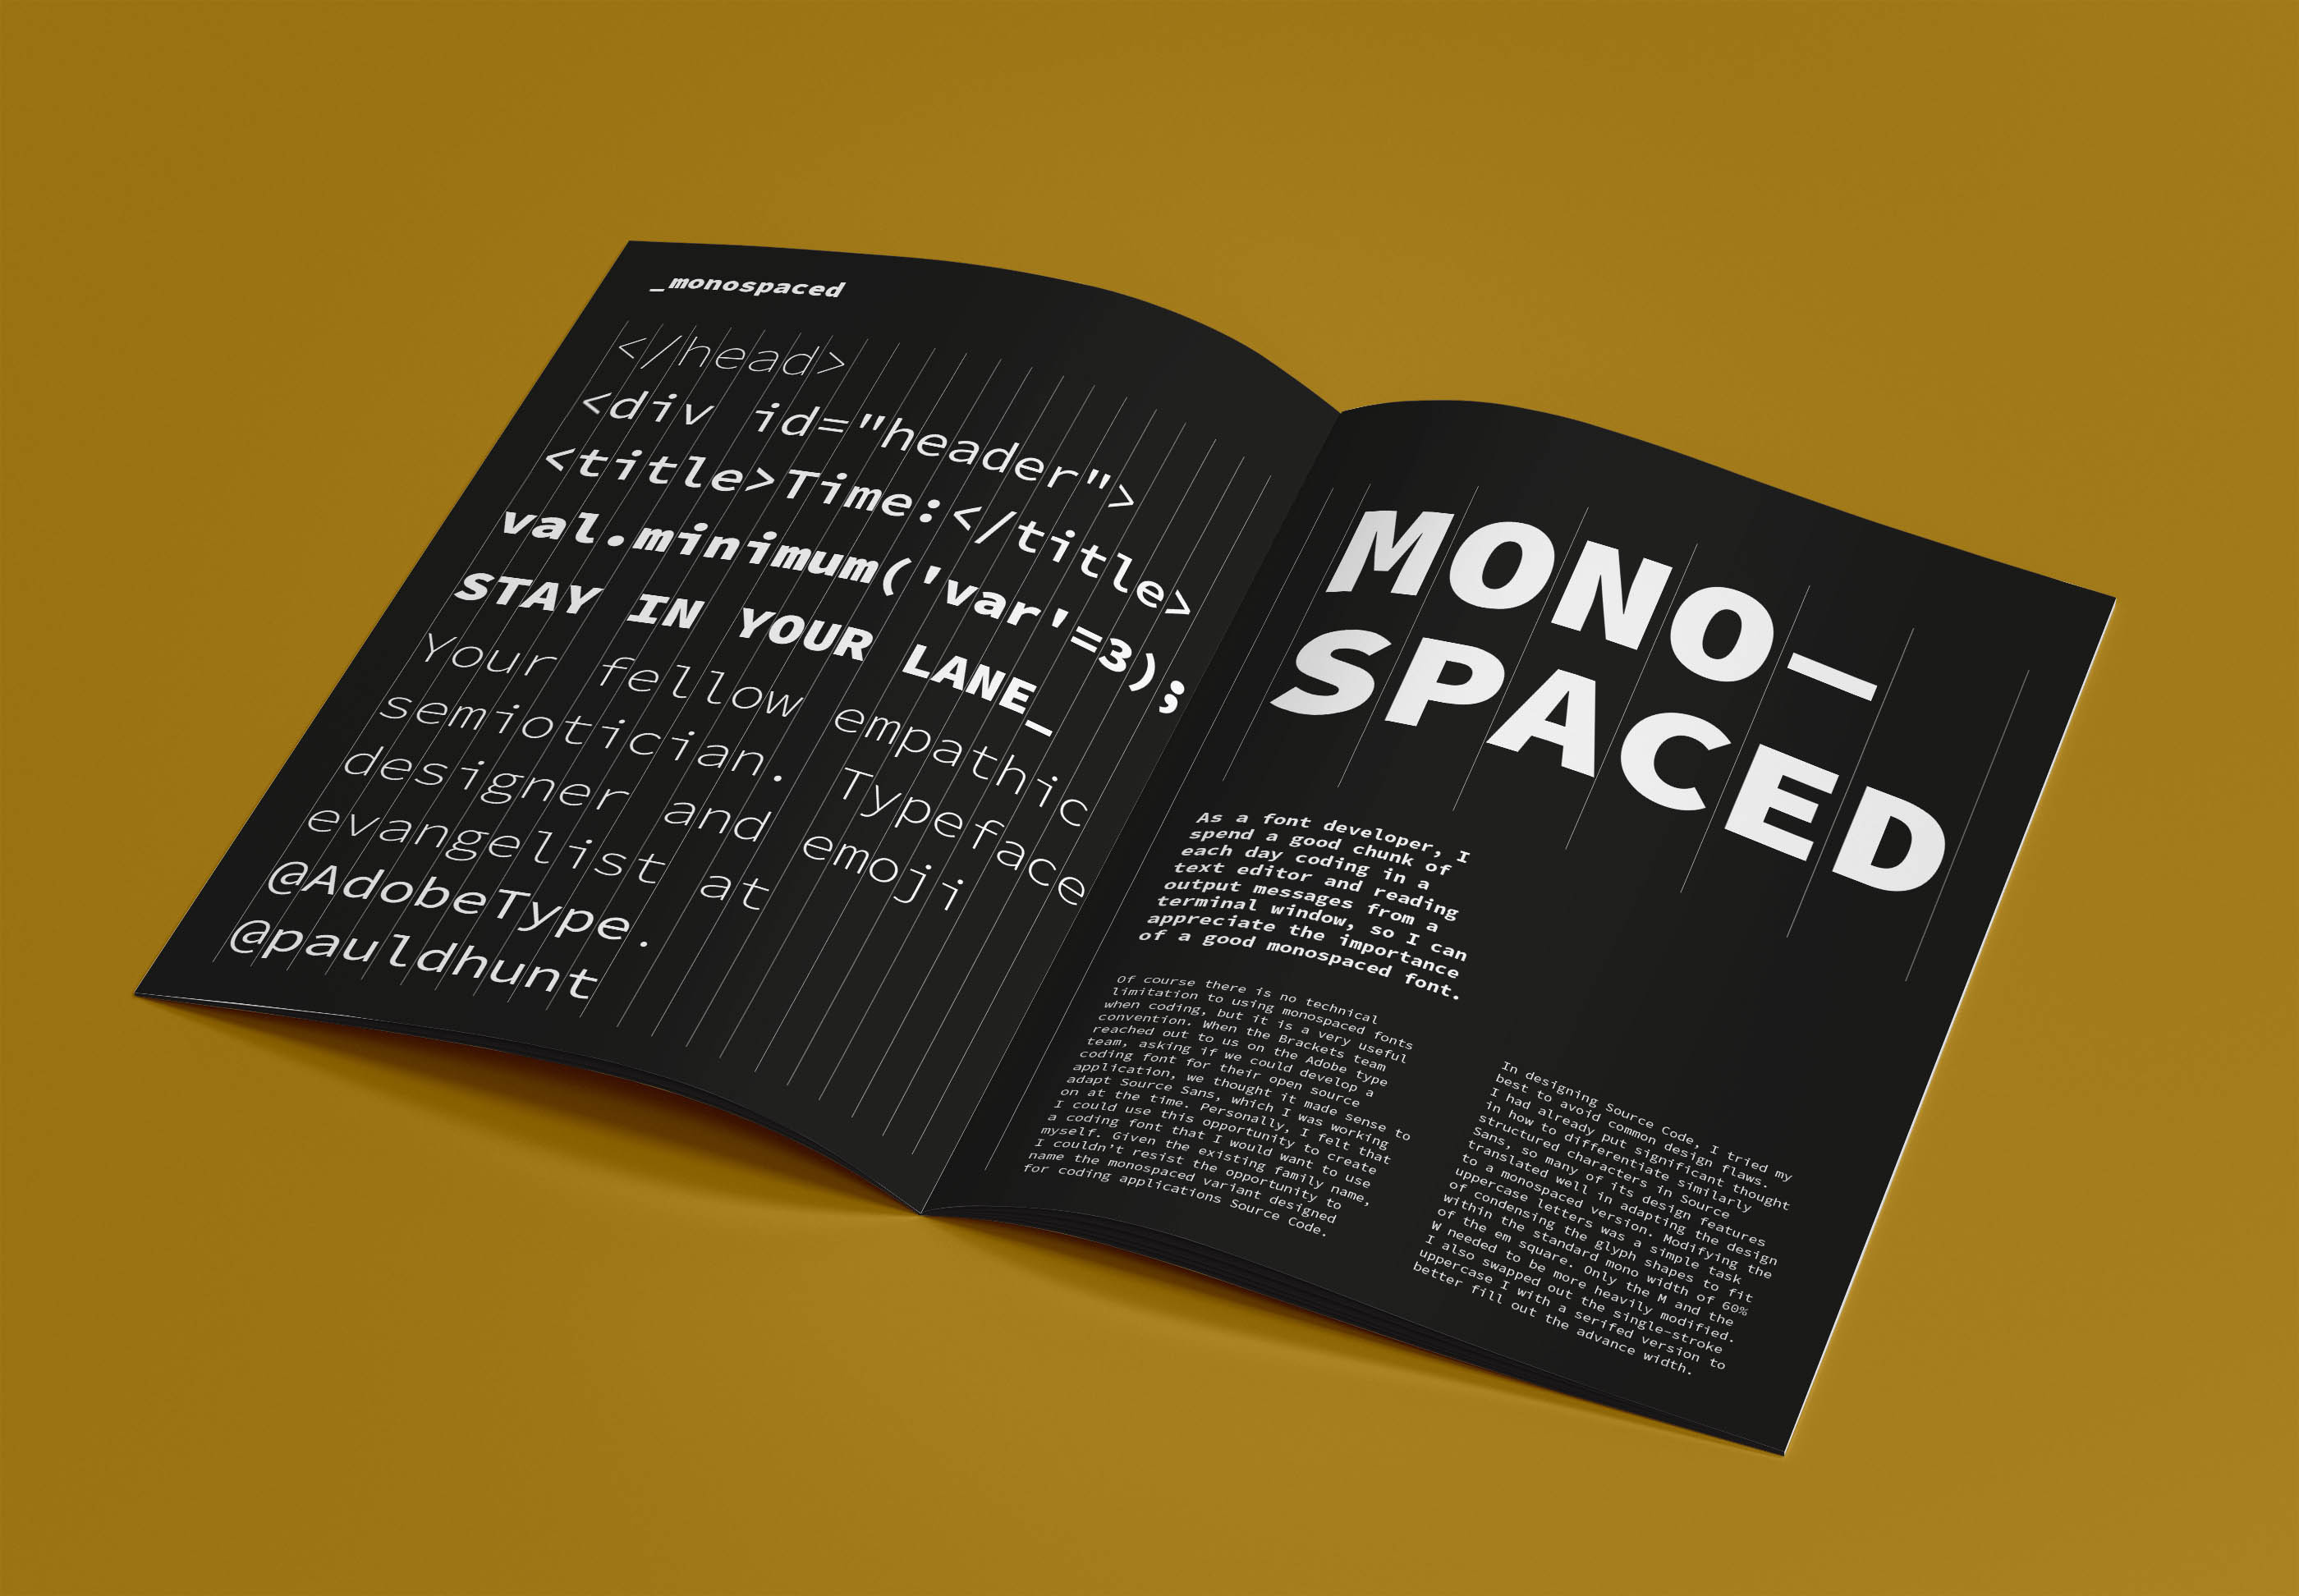 _monospaced
</head>
<div id="header">
<title>Time:</title>
val.minimum('var'=3);
STAY IN YOUR LANE_
Your fellow empathic
semiotician. Typeface
designer and emoji
evangelist at
@AdobeType.
@pauldhunt
MONO—
SPACED
As a font developer, I
spend a good chunk of
each day coding in a
text editor and reading
output messages from a
terminal window, so I can
appreciate the importance
of a good monospaced font.
Of course there is no technical
limitation to using monospaced fonts
when coding, but it is a very useful
convention. When the Brackets team
reached out to us on the Adobe type
team, asking if we could develop a
coding font for their open source
application, we thought it made sense to
adapt Source Sans, which I was working
on at the time. Personally, I felt that
I could use this opportunity to create
a coding font that I would want to use
myself. Given the existing family name,
I couldn't resist the opportunity to
name the monospaced variant designed
for coding applications Source Code.
In designing Source Code, I tried my
best to avoid common design flaws.
I had already put significant thought
in how to differentiate similarly
structured characters in Source
Sans, so many of its design features
translated well in adapting the design
to a monospaced version. Modifying the
uppercase letters was a simple task
of condensing the glyph shapes to fit
within the standard mono width of 60%
of the em square. Only the M and the
W needed to be more heavily modified.
I also swapped out the single-stroke
uppercase I with a serifed version to
better fill out the advance width.